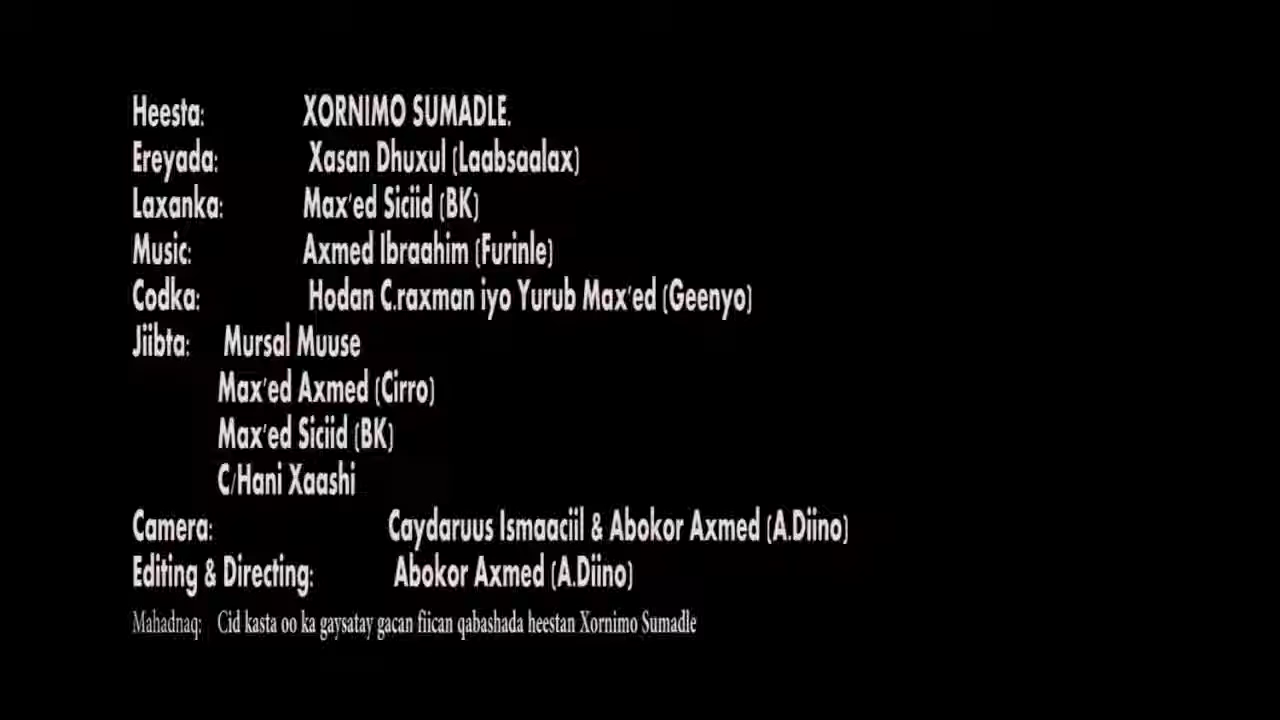 Heesta: XORNIMO SUMADLE.
Ereyada: Xasan Dhuxul (Laabsaalax)
Laxanka: Max'ed Siciid (BK)
Music: Axmed Ibraahim (Furinle)
Codka: Hodan C.raxman iyo Yurub Max'ed (Geenyo)
Jiibta: Mursal Muuse
Max'ed Axmed (Cirro)
Max'ed Siciid (BK)
C/Hani Xaashi
Camera: Caydaruus Ismaaciil & Abokor Axmed (A.Diino)
Editing & Directing: Abokor Axmed (A.Diino)
Mahadnaq: Cid kasta oo ka gaysatay gacan fiican qabashada heestan Xornimo Sumadle